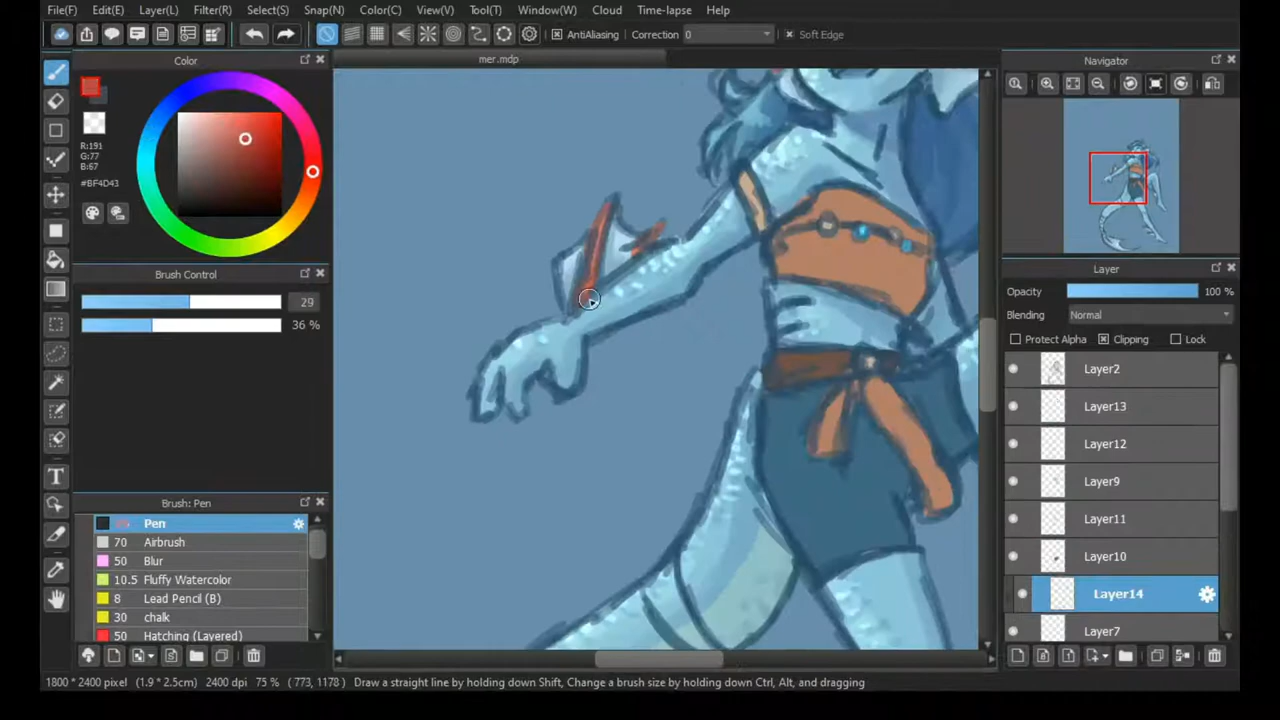 File(F) Edit(E) Layer(L) Filter(R) Select(S) Snap(N) Color(C) View(V) Tool(T) Window(W) Cloud Time-lapse Help
AntiAliasing Correction 0 Soft Edge
Color
mer.mdp
Navigator
R:191
G:77
B:67
#BF4D43
Brush Control
29
36 %
Layer
Opacity 100 %
Blending Normal
Protect Alpha Clipping Lock
Layer2
Layer13
Layer12
Layer9
Layer11
Layer10
Layer14
Layer7
Brush: Pen
Pen
70 Airbrush
50 Blur
10.5 Fluffy Watercolor
8 Lead Pencil (B)
30 chalk
50 Hatching (Layered)
1800 * 2400 pixel (1.9 * 2.5cm) 2400 dpi 75 % ( 773, 1178 ) Draw a straight line by holding down Shift, Change a brush size by holding down Ctrl, Alt, and dragging